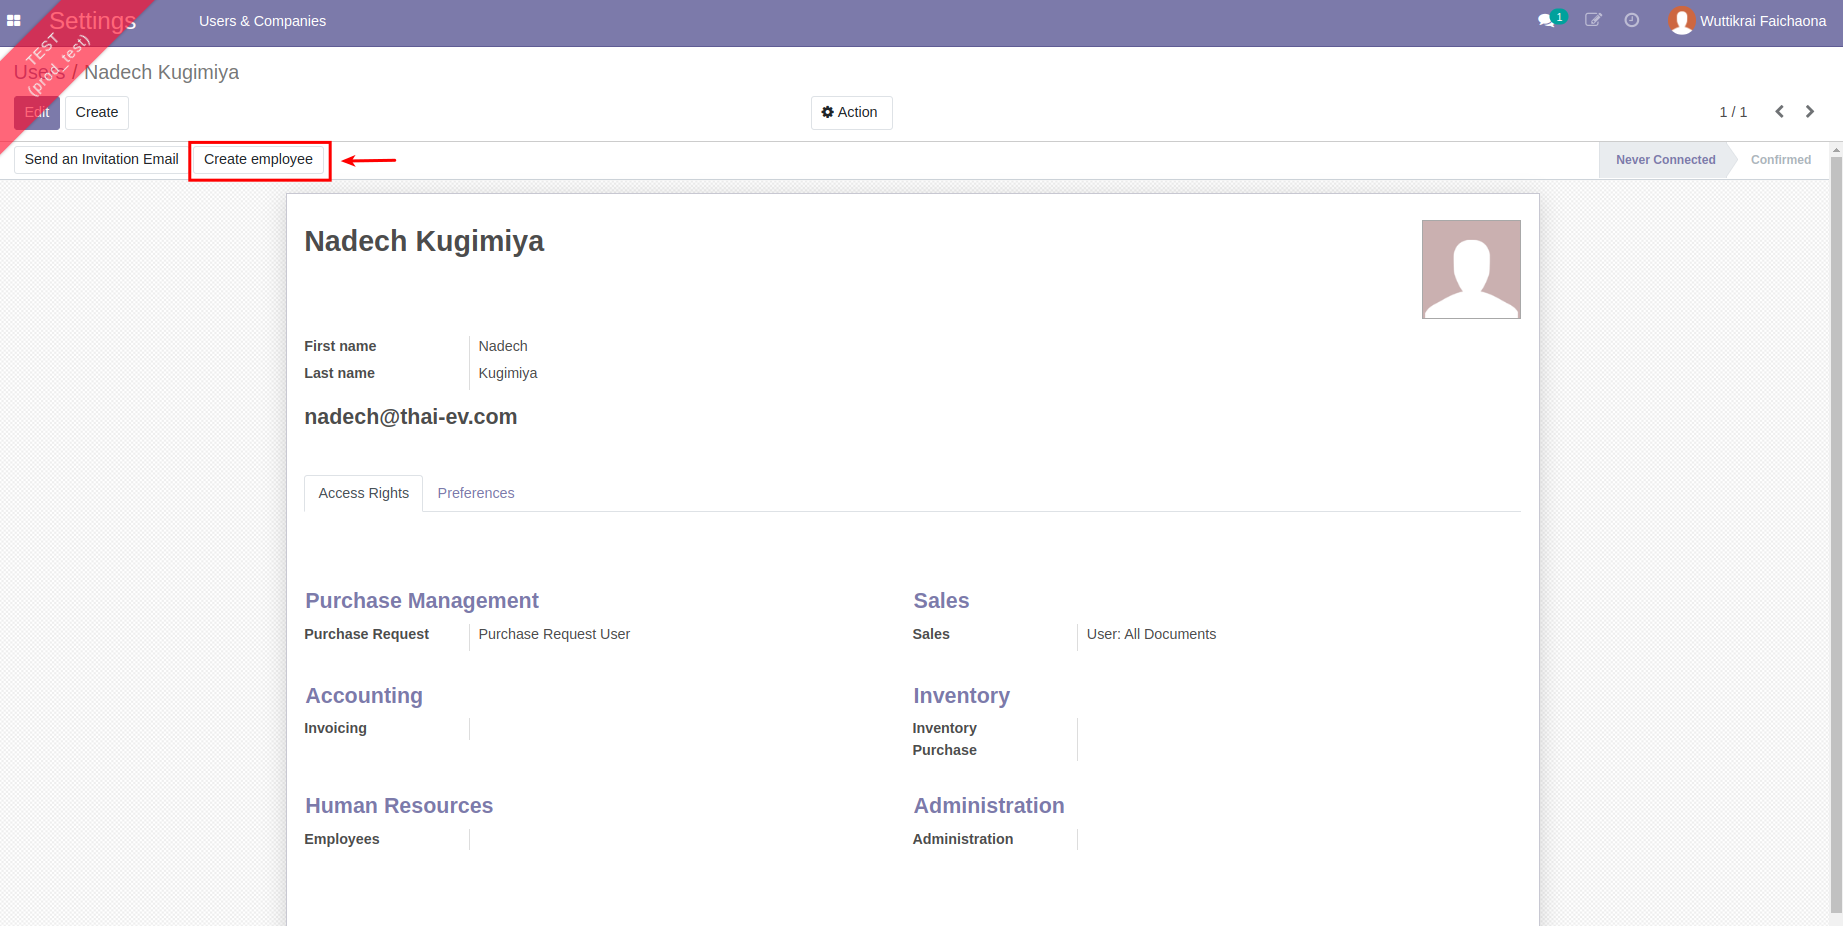 Settings
Users & Companies
1
Wuttikrai Faichaona
TEST
(prod_test)
Users / Nadech Kugimiya
Edit
Create
Action
1 / 1
Send an Invitation Email
Create employee
Never Connected
Confirmed
Nadech Kugimiya
First name
Nadech
Last name
Kugimiya
nadech@thai-ev.com
Access Rights
Preferences
Purchase Management
Sales
Purchase Request
Purchase Request User
Sales
User: All Documents
Accounting
Inventory
Invoicing
Inventory
Purchase
Human Resources
Administration
Employees
Administration